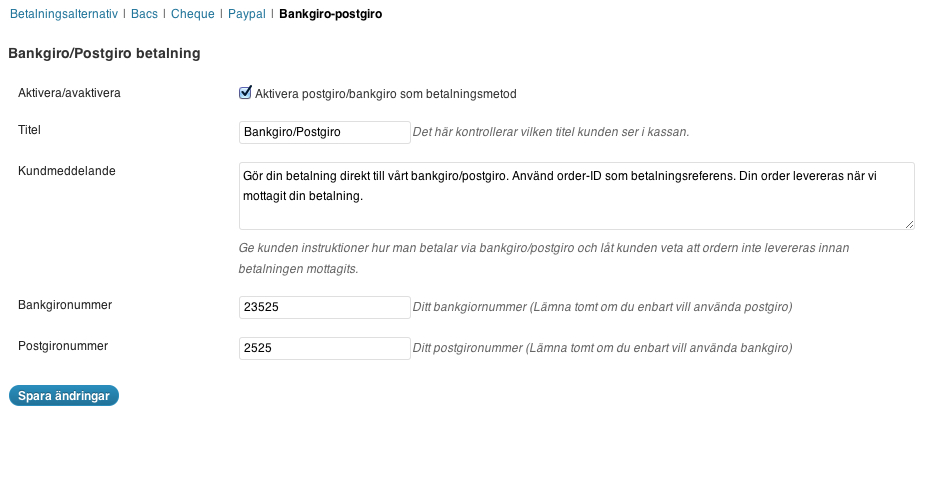 Betalningsalternativ | Bacs | Cheque | Paypal | Bankgiro-postgiro
Bankgiro/Postgiro betalning
Aktivera/avaktivera
Aktivera postgiro/bankgiro som betalningsmetod
Titel
Bankgiro/Postgiro
Det här kontrollerar vilken titel kunden ser i kassan.
Kundmeddelande
Gör din betalning direkt till vårt bankgiro/postgiro. Använd order-ID som betalningsreferens. Din order levereras när vi
mottagit din betalning.
Ge kunden instruktioner hur man betalar via bankgiro/postgiro och låt kunden veta att ordern inte levereras innan
betalningen mottagits.
Bankgironummer
23525
Ditt bankgiornummer (Lämna tomt om du enbart vill använda postgiro)
Postgironummer
2525
Ditt postgironummer (Lämna tomt om du enbart vill använda bankgiro)
Spara ändringar